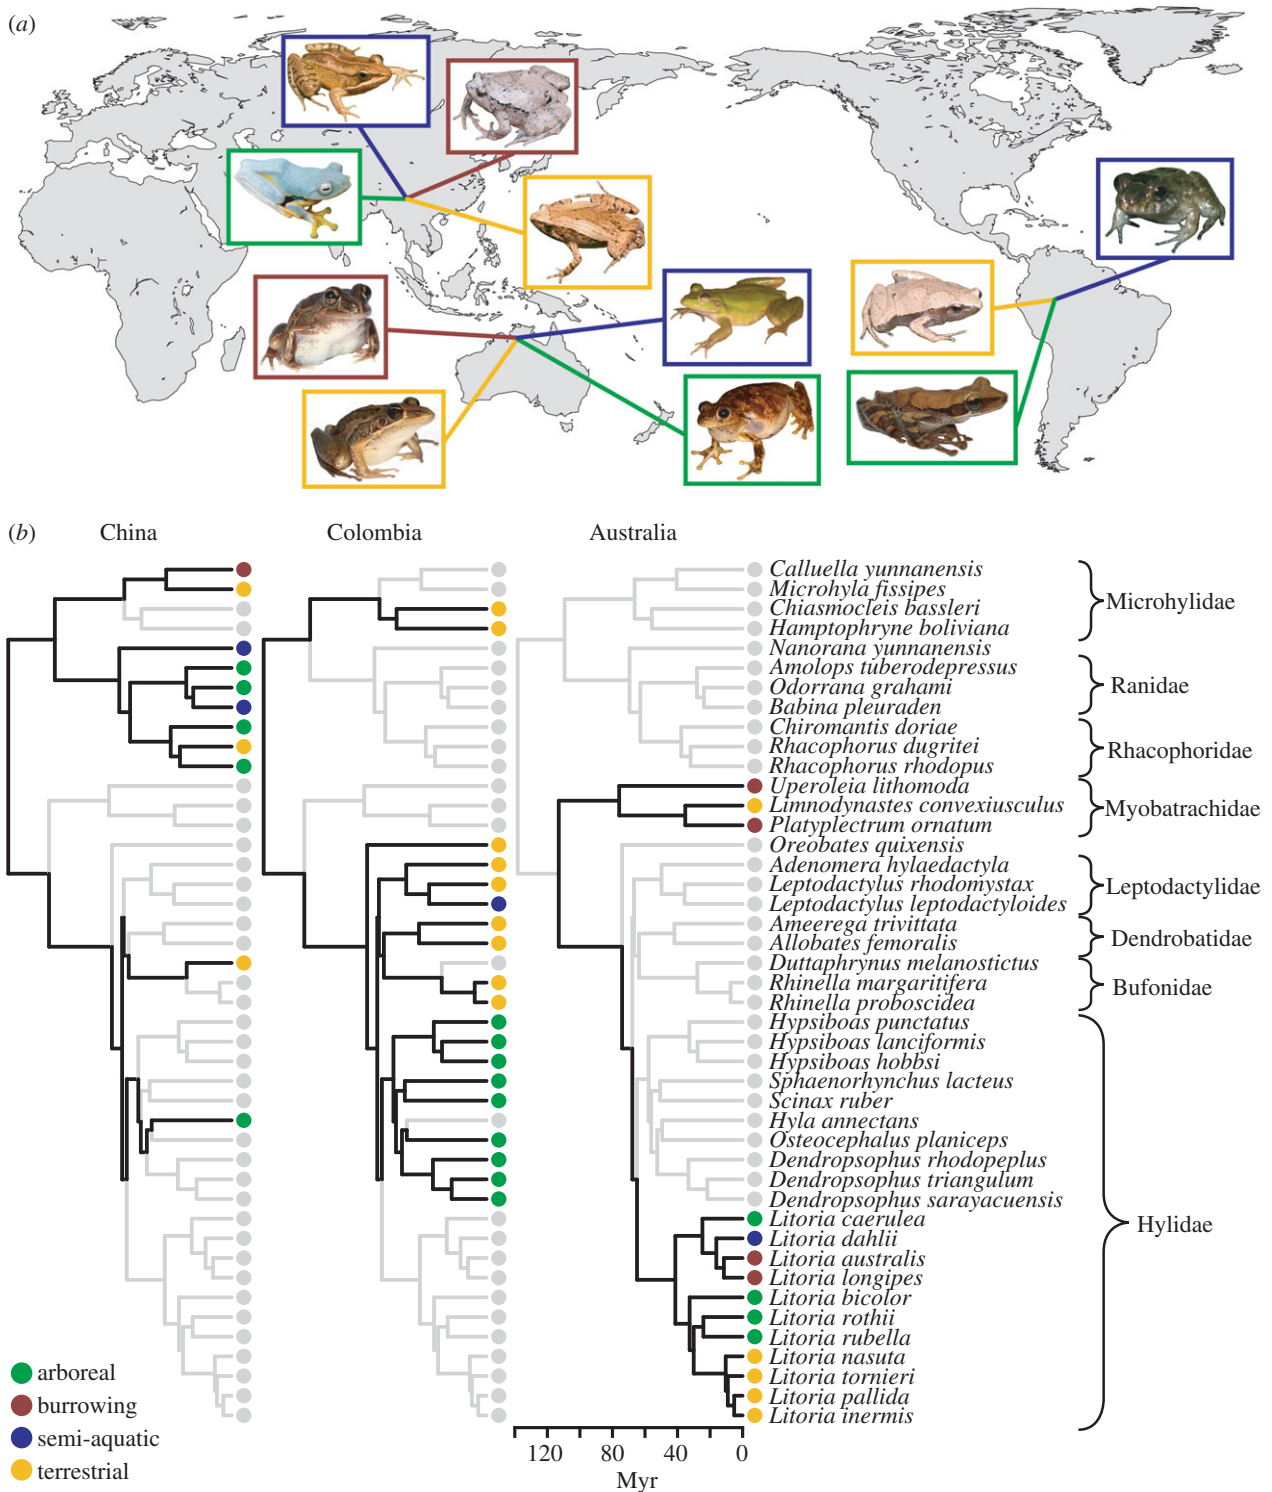 (a)
(b)
China
Colombia
Australia
Calluella yunnanensis
Microhyla fissipes
Chiasmocleis bassleri
Hamptophryne boliviana
Nanorana yunnanensis
Amolops tuberodepressus
Odorrana grahami
Babina pleuraden
Chiromantis doriae
Rhacophorus dugritei
Rhacophorus rhodopus
Uperoleia lithomoda
Limnodynastes convexiusculus
Platyplectrum ornatum
Oreobates quixensis
Adenomera hylaedactyla
Leptodactylus rhodomystax
Leptodactylus leptodactyloides
Ameerega trivittata
Allobates femoralis
Duttaphrynus melanostictus
Rhinella margaritifera
Rhinella proboscidea
Hypsiboas punctatus
Hypsiboas lanciformis
Hypsiboas hobbsi
Sphaenorhynchus lacteus
Scinax ruber
Hyla annectans
Osteocephalus planiceps
Dendropsophus rhodopeplus
Dendropsophus triangulum
Dendropsophus sarayacuensis
Litoria caerulea
Litoria dahlii
Litoria australis
Litoria longipes
Litoria bicolor
Litoria rothii
Litoria rubella
Litoria nasuta
Litoria tornieri
Litoria pallida
Litoria inermis
Microhylidae
Ranidae
Rhacophoridae
Myobatrachidae
Leptodactylidae
Dendrobatidae
Bufonidae
Hylidae
arboreal
burrowing
semi-aquatic
terrestrial
120 80 40 0
Myr